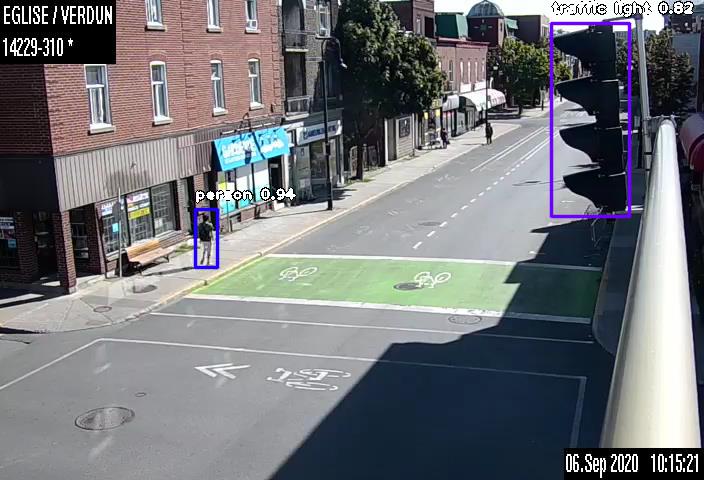 EGLISE / VERDUN
14229-310 *
traffic light 0.82
person 0.94
06.Sep 2020 10:15:21